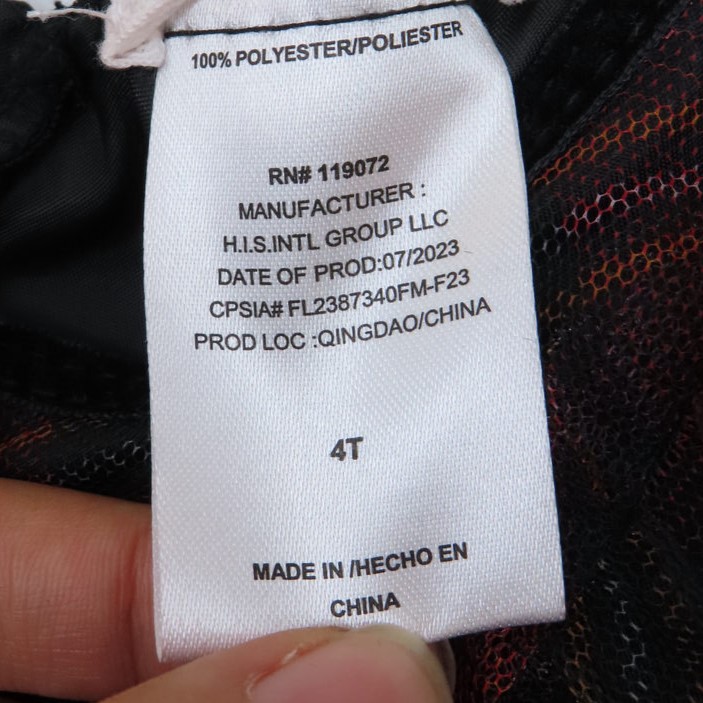 100% POLYESTER/POLIESTER
RN# 119072
MANUFACTURER :
H.I.S.INTL GROUP LLC
DATE OF PROD:07/2023
CPSIA# FL2387340FM-F23
PROD LOC :QINGDAO/CHINA
4T
MADE IN /HECHO EN
CHINA